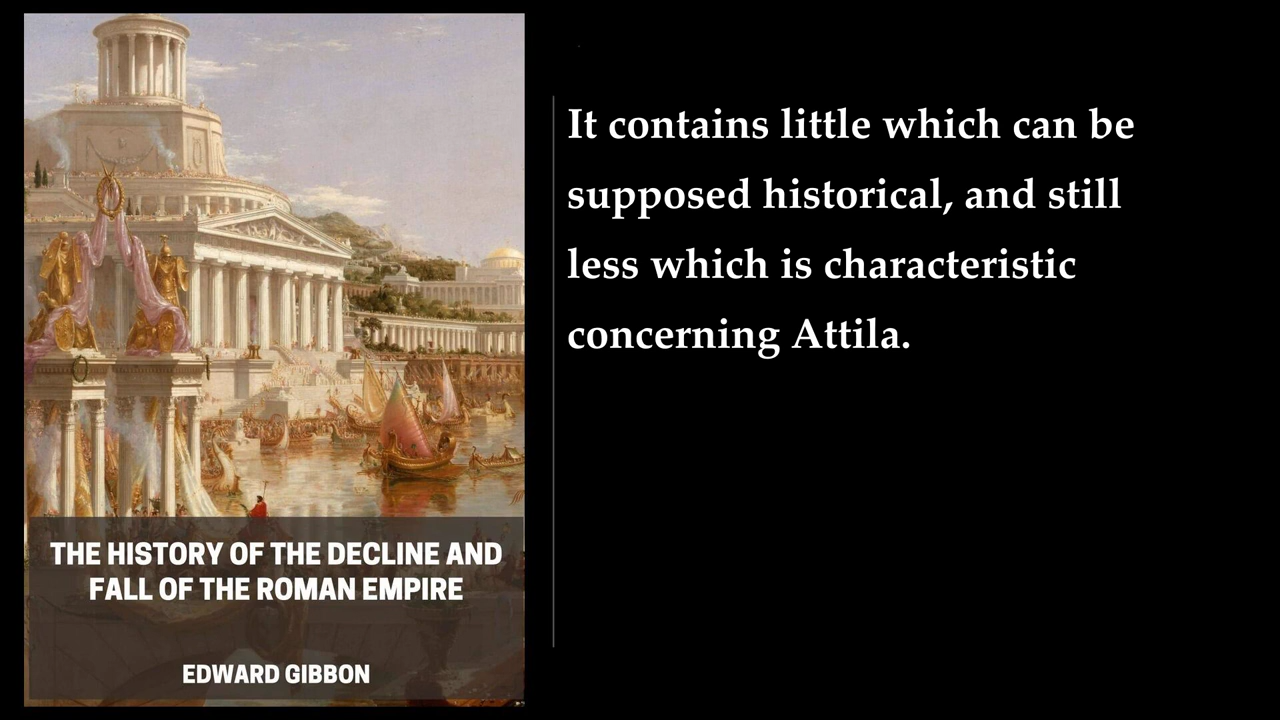 It contains little which can be
supposed historical, and still
less which is characteristic
concerning Attila.
THE HISTORY OF THE DECLINE AND
FALL OF THE ROMAN EMPIRE
EDWARD GIBBON